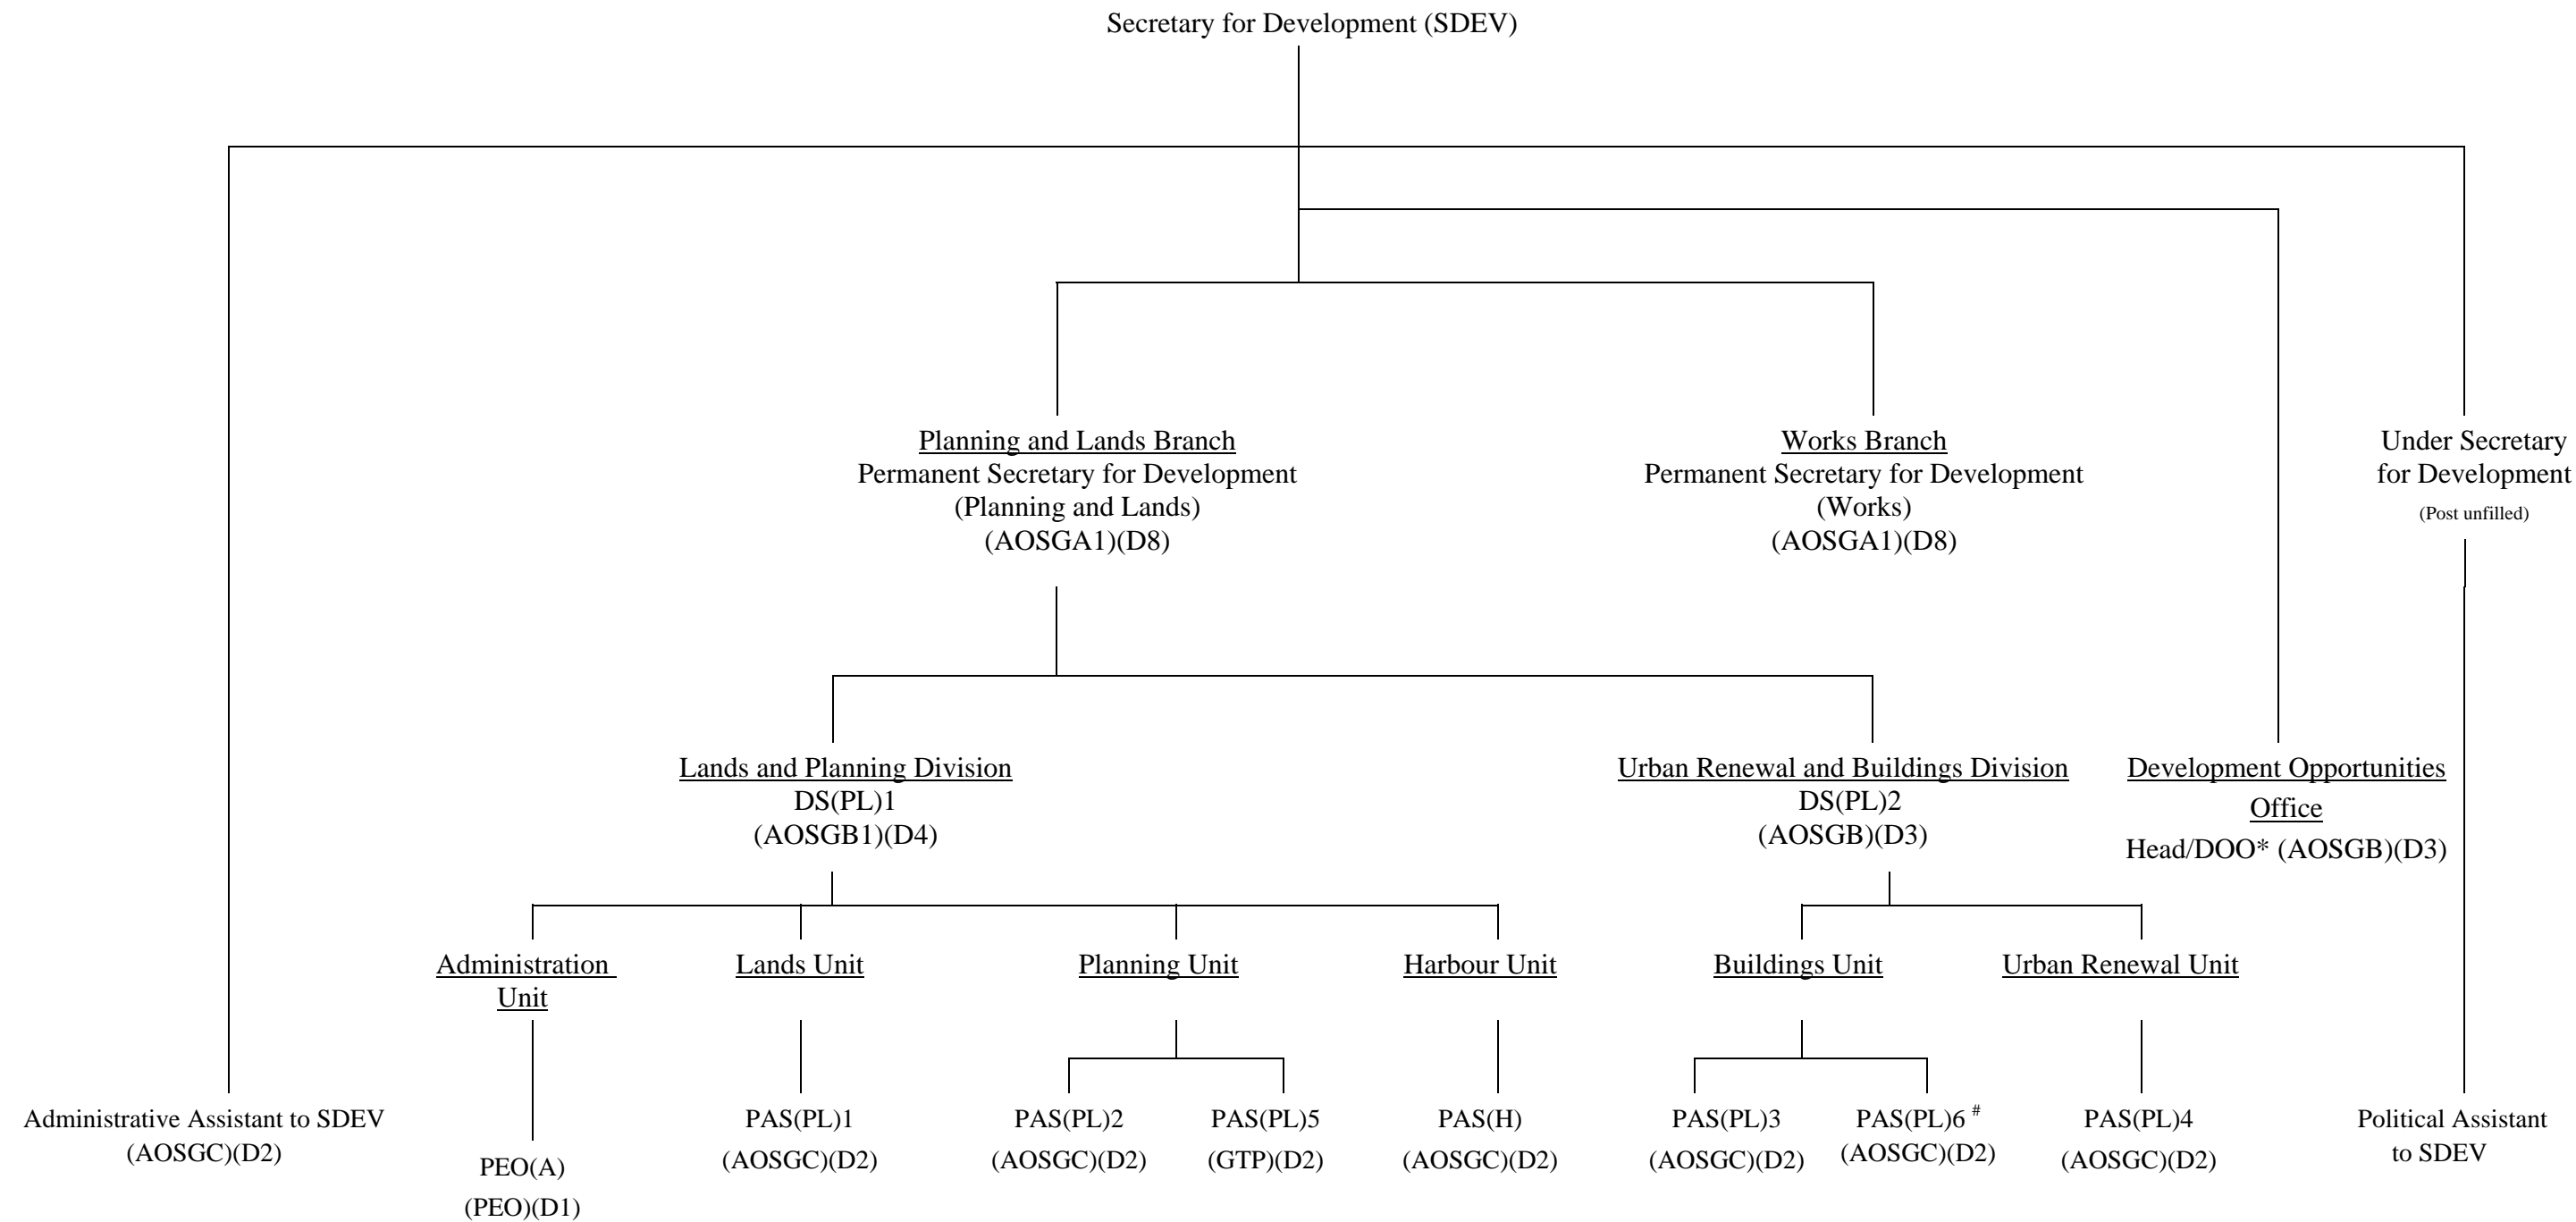 Secretary for Development (SDEV)
Planning and Lands Branch
Permanent Secretary for Development
(Planning and Lands)
(AOSGA1)(D8)
Works Branch
Permanent Secretary for Development
(Works)
(AOSGA1)(D8)
Under Secretary
for Development
(Post unfilled)
Lands and Planning Division
DS(PL)1
(AOSGB1)(D4)
Urban Renewal and Buildings Division
DS(PL)2
(AOSGB)(D3)
Development Opportunities
Office
Head/DOO* (AOSGB)(D3)
Administration
Unit
Lands Unit
Planning Unit
Harbour Unit
Buildings Unit
Urban Renewal Unit
Administrative Assistant to SDEV
(AOSGC)(D2)
PEO(A)
(PEO)(D1)
PAS(PL)1
(AOSGC)(D2)
PAS(PL)2
(AOSGC)(D2)
PAS(PL)5
(GTP)(D2)
PAS(H)
(AOSGC)(D2)
PAS(PL)3
(AOSGC)(D2)
PAS(PL)6 #
(AOSGC)(D2)
PAS(PL)4
(AOSGC)(D2)
Political Assistant
to SDEV